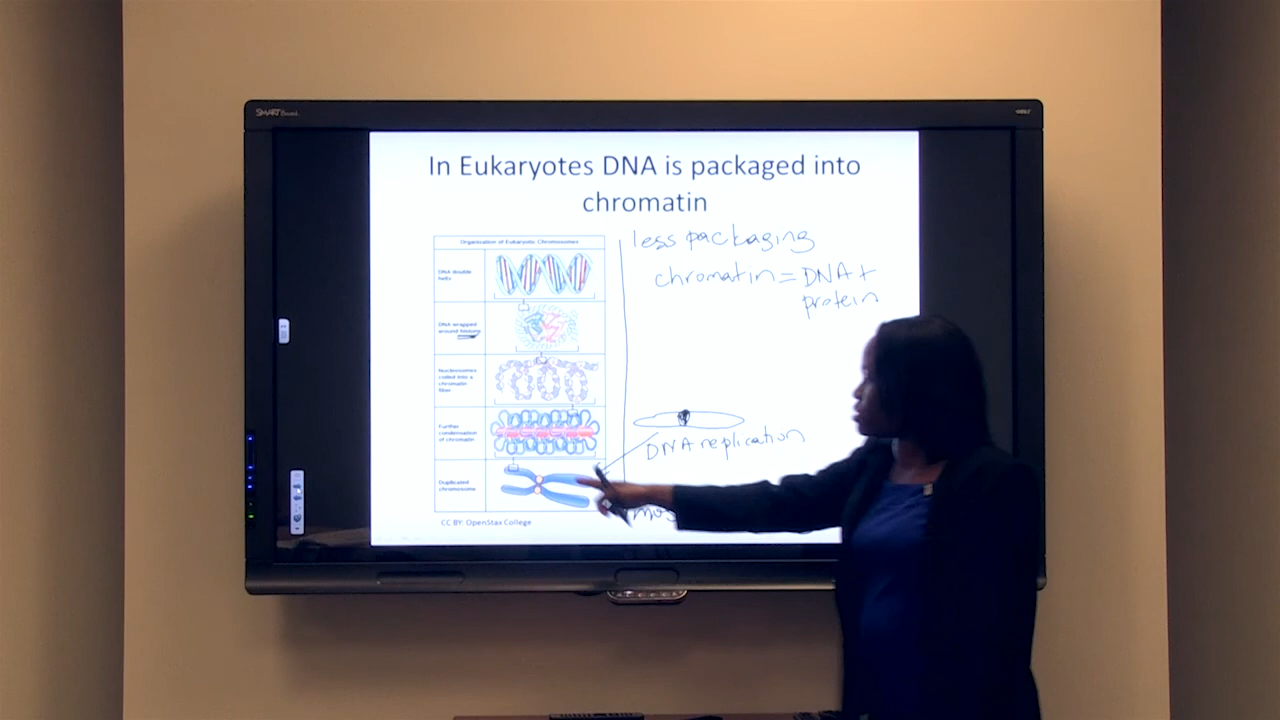 SMART Board
In Eukaryotes DNA is packaged into
chromatin
Organization of Eukaryotic Chromosomes
DNA double
helix
DNA wrapped
around histone
Nucleosomes
coiled into a
chromatin
fiber
Further
condensation
of chromatin
Duplicated
chromosome
CC BY: OpenStax College
less packaging
chromatin = DNA +
protein
DNA replication